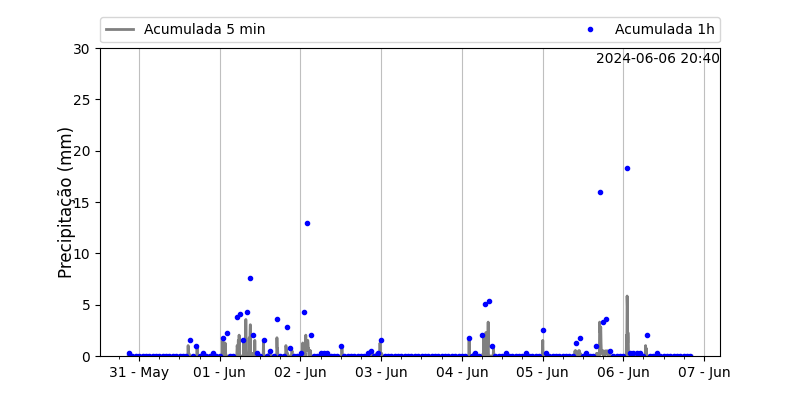 Acumulada 5 min
Acumulada 1h
2024-06-06 20:40
Precipitação (mm)
30
25
20
15
10
5
0
31 - May
01 - Jun
02 - Jun
03 - Jun
04 - Jun
05 - Jun
06 - Jun
07 - Jun